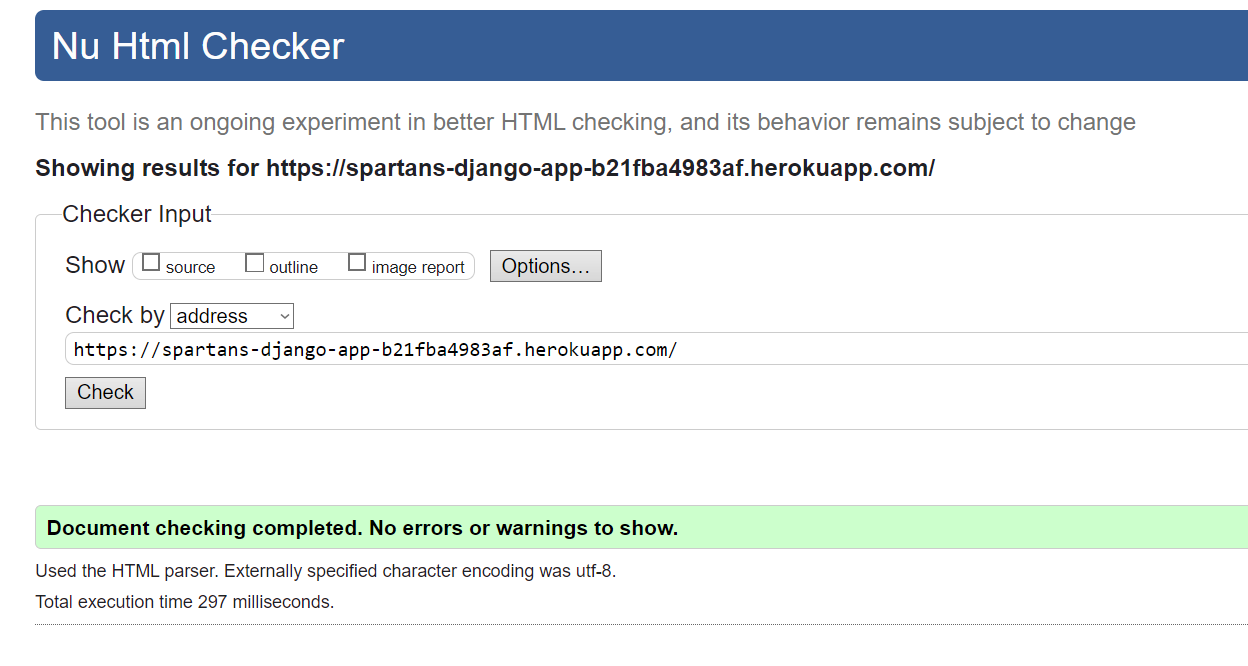 Nu Html Checker
This tool is an ongoing experiment in better HTML checking, and its behavior remains subject to change
Showing results for https://spartans-django-app-b21fba4983af.herokuapp.com/
Checker Input
Show source outline image report Options...
Check by address
https://spartans-django-app-b21fba4983af.herokuapp.com/
Check
Document checking completed. No errors or warnings to show.
Used the HTML parser. Externally specified character encoding was utf-8.
Total execution time 297 milliseconds.